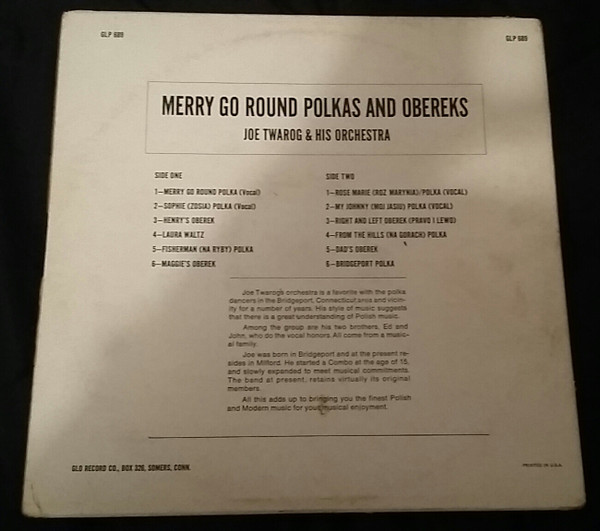 GLP 689
GLP 689
MERRY GO ROUND POLKAS AND OBEREKS
JOE TWAROG & HIS ORCHESTRA
SIDE ONE
1—MERRY GO ROUND POLKA (Vocal)
2—SOPHIE (ZOSIA) POLKA (Vocal)
3—HENRY'S OBEREK
4—LAURA WALTZ
5—FISHERMAN (NA RYBY) POLKA
6—MAGGIE'S OBEREK
SIDE TWO
1—ROSE MARIE (ROZ MARYNIA)/POLKA (VOCAL)
2—MY JOHNNY (MOJ JASIU) POLKA (VOCAL)
3—RIGHT AND LEFT OBEREK (PRAVO I LEWO)
4—FROM THE HILLS (NA GORACH) POLKA
5—DAD'S OBEREK
6—BRIDGEPORT POLKA
Joe Twarog's orchestra is a favorite with the polka
dancers in the Bridgeport, Connecticut area and vicin-
ity for a number of years. His style of music suggests
that there is a great understanding of Polish music.
Among the group are his two brothers, Ed and
John, who do the vocal honors. All come from a music-
al family.
Joe was born in Bridgeport and at the present re-
sides in Milford. He started a Combo at the age of 15,
and slowly expanded to meet musical commitments.
The band at present, retains virtually its original
members.
All this adds up to bringing you the finest Polish
and Modern music for your musical enjoyment.
GLO RECORD CO., BOX 326, SOMERS, CONN.
PRINTED IN U.S.A.